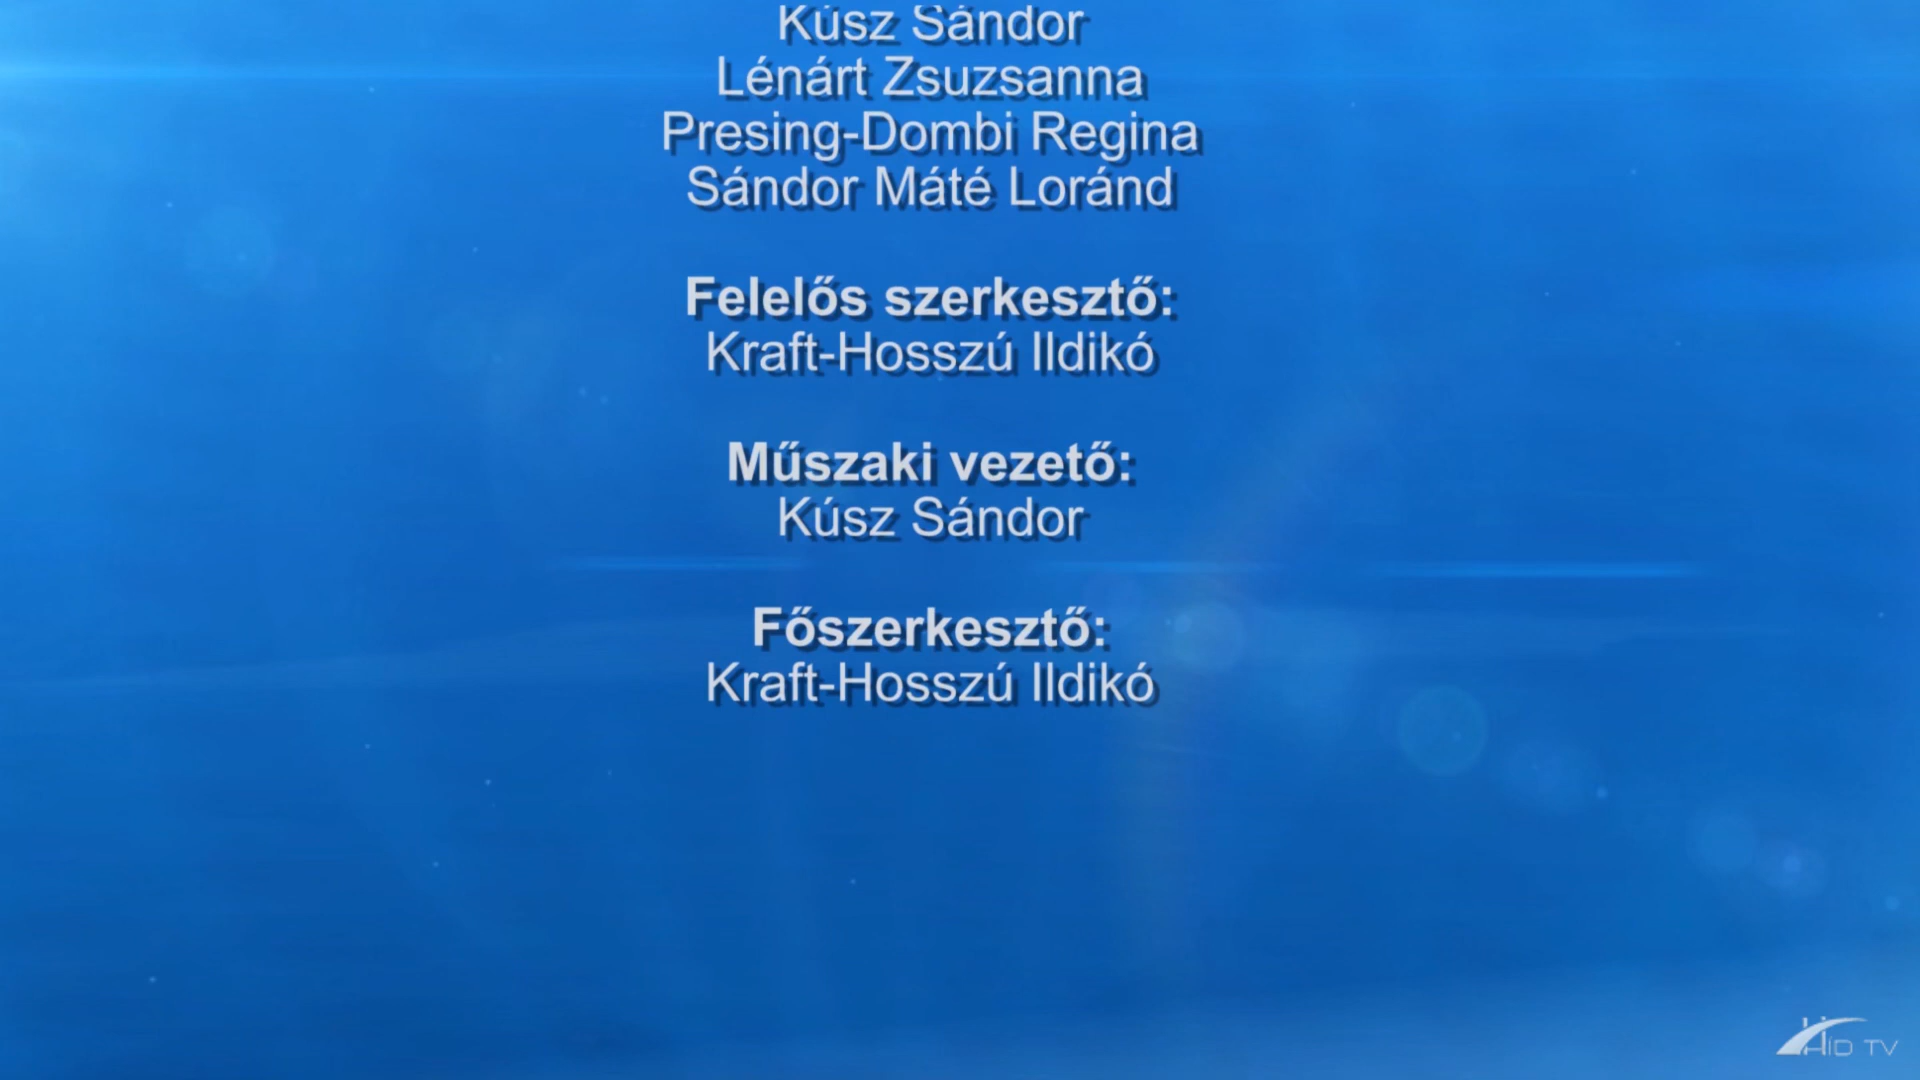 Kúsz Sándor
Lénárt Zsuzsanna
Presing-Dombi Regina
Sándor Máté Loránd
Felelős szerkesztő:
Kraft-Hosszú Ildikó
Műszaki vezető:
Kúsz Sándor
Főszerkesztő:
Kraft-Hosszú Ildikó
HÍD TV